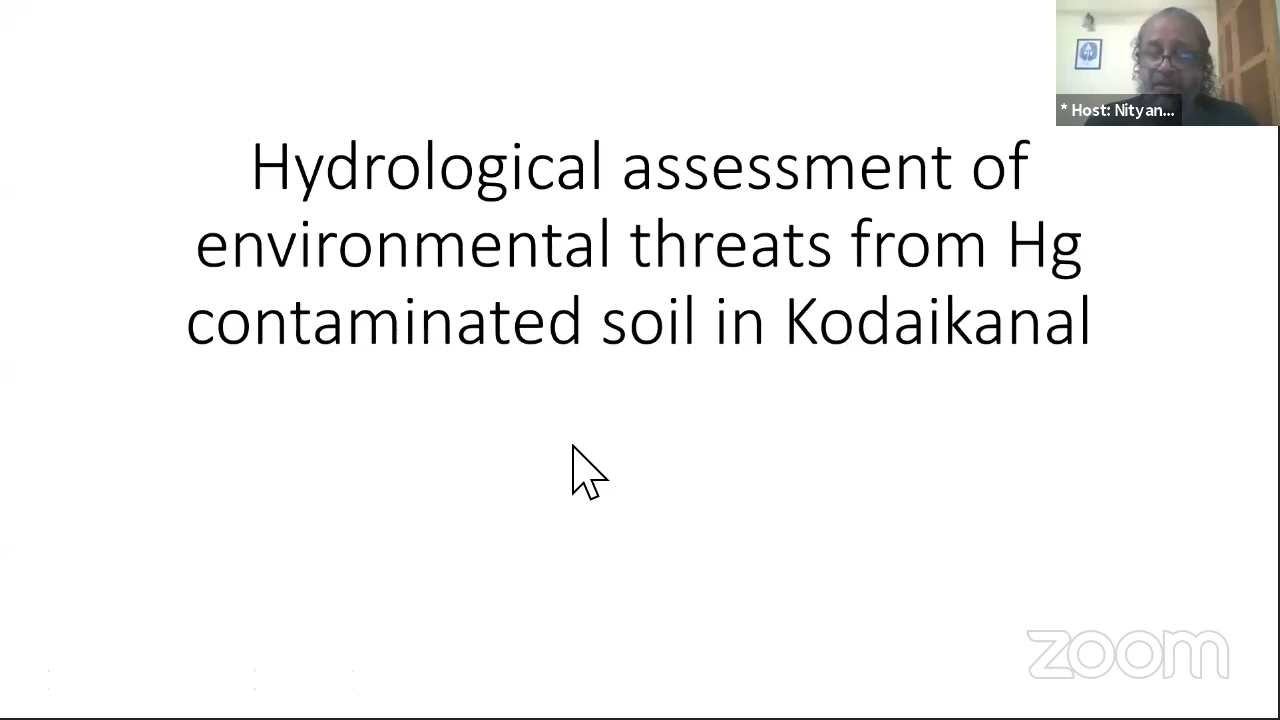 * Host: Nityan...
Hydrological assessment of
environmental threats from Hg
contaminated soil in Kodaikanal
zoom